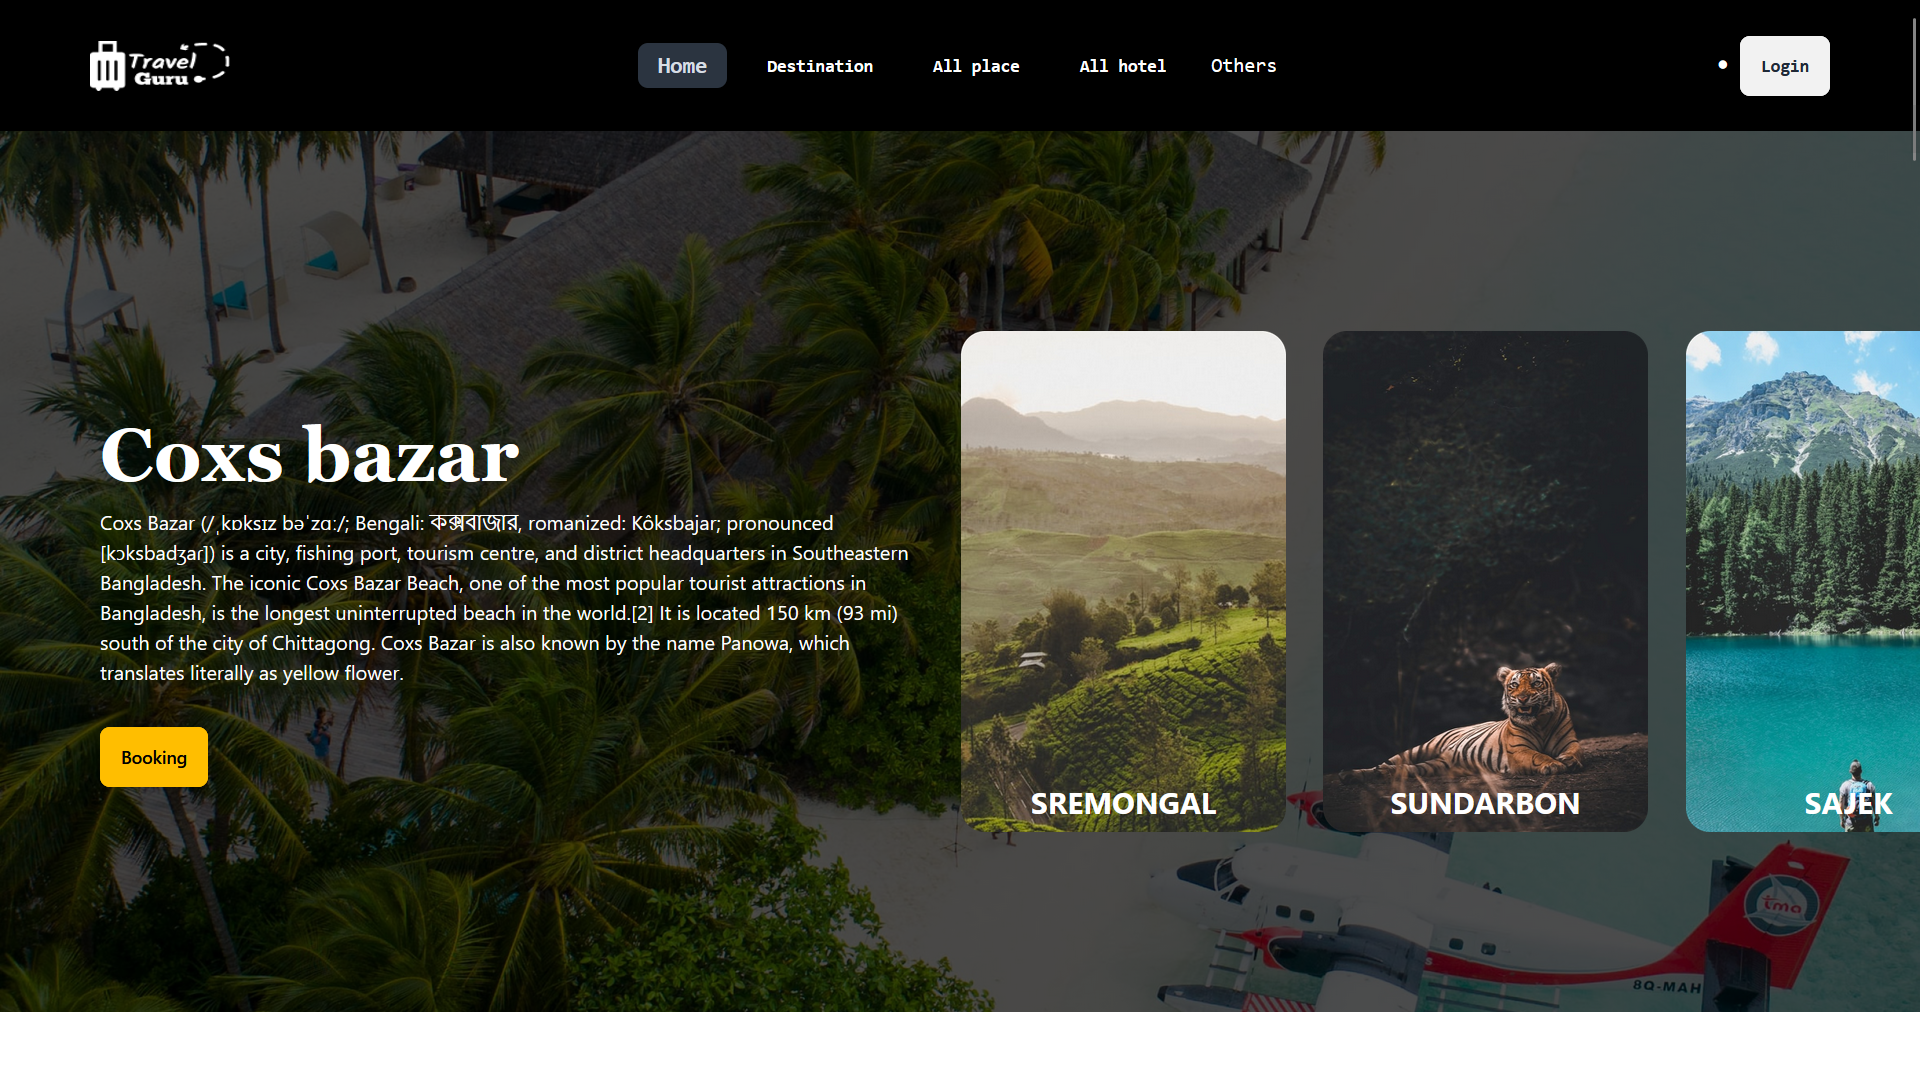 Travel
Guru
Home
Destination
All place
All hotel
Others
Login
Coxs bazar
Coxs Bazar (/ˌkɒksɪz bəˈzɑː/; Bengali: কক্সবাজার, romanized: Kôksbajar; pronounced
[kɔksbadʒaɾ]) is a city, fishing port, tourism centre, and district headquarters in Southeastern
Bangladesh. The iconic Coxs Bazar Beach, one of the most popular tourist attractions in
Bangladesh, is the longest uninterrupted beach in the world.[2] It is located 150 km (93 mi)
south of the city of Chittagong. Coxs Bazar is also known by the name Panowa, which
translates literally as yellow flower.
Booking
SREMONGAL
SUNDARBON
SAJEK
tma
8Q-MAH